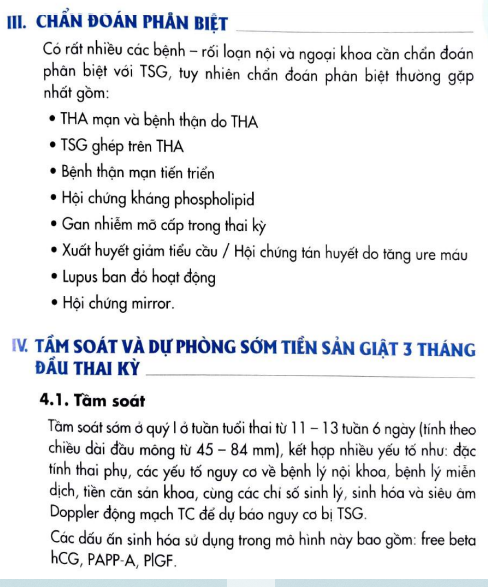 III. CHẨN ĐOÁN PHÂN BIỆT
Có rất nhiều các bệnh – rối loạn nội và ngoại khoa cần chẩn đoán
phân biệt với TSG, tuy nhiên chẩn đoán phân biệt thường gặp
nhất gồm:
• THA mạn và bệnh thận do THA
• TSG ghép trên THA
• Bệnh thận mạn tiến triển
• Hội chứng kháng phospholipid
• Gan nhiễm mỡ cấp trong thai kỳ
• Xuất huyết giảm tiểu cầu / Hội chứng tán huyết do tăng ure máu
• Lupus ban đỏ hoạt động
• Hội chứng mirror.
IV. TẦM SOÁT VÀ DỰ PHÒNG SỚM TIỀN SẢN GIẬT 3 THÁNG
ĐẦU THAI KỲ
4.1. Tầm soát
Tầm soát sớm ở quý I ở tuần tuổi thai từ 11 – 13 tuần 6 ngày (tính theo
chiều dài đầu mông từ 45 – 84 mm), kết hợp nhiều yếu tố như: đặc
tính thai phụ, các yếu tố nguy cơ về bệnh lý nội khoa, bệnh lý miễn
dịch, tiền căn sản khoa, cùng các chỉ số sinh lý, sinh hóa và siêu âm
Doppler động mạch TC để dự báo nguy cơ bị TSG.
Các dấu ấn sinh hóa sử dụng trong mô hình này bao gồm: free beta
hCG, PAPP-A, PlGF.